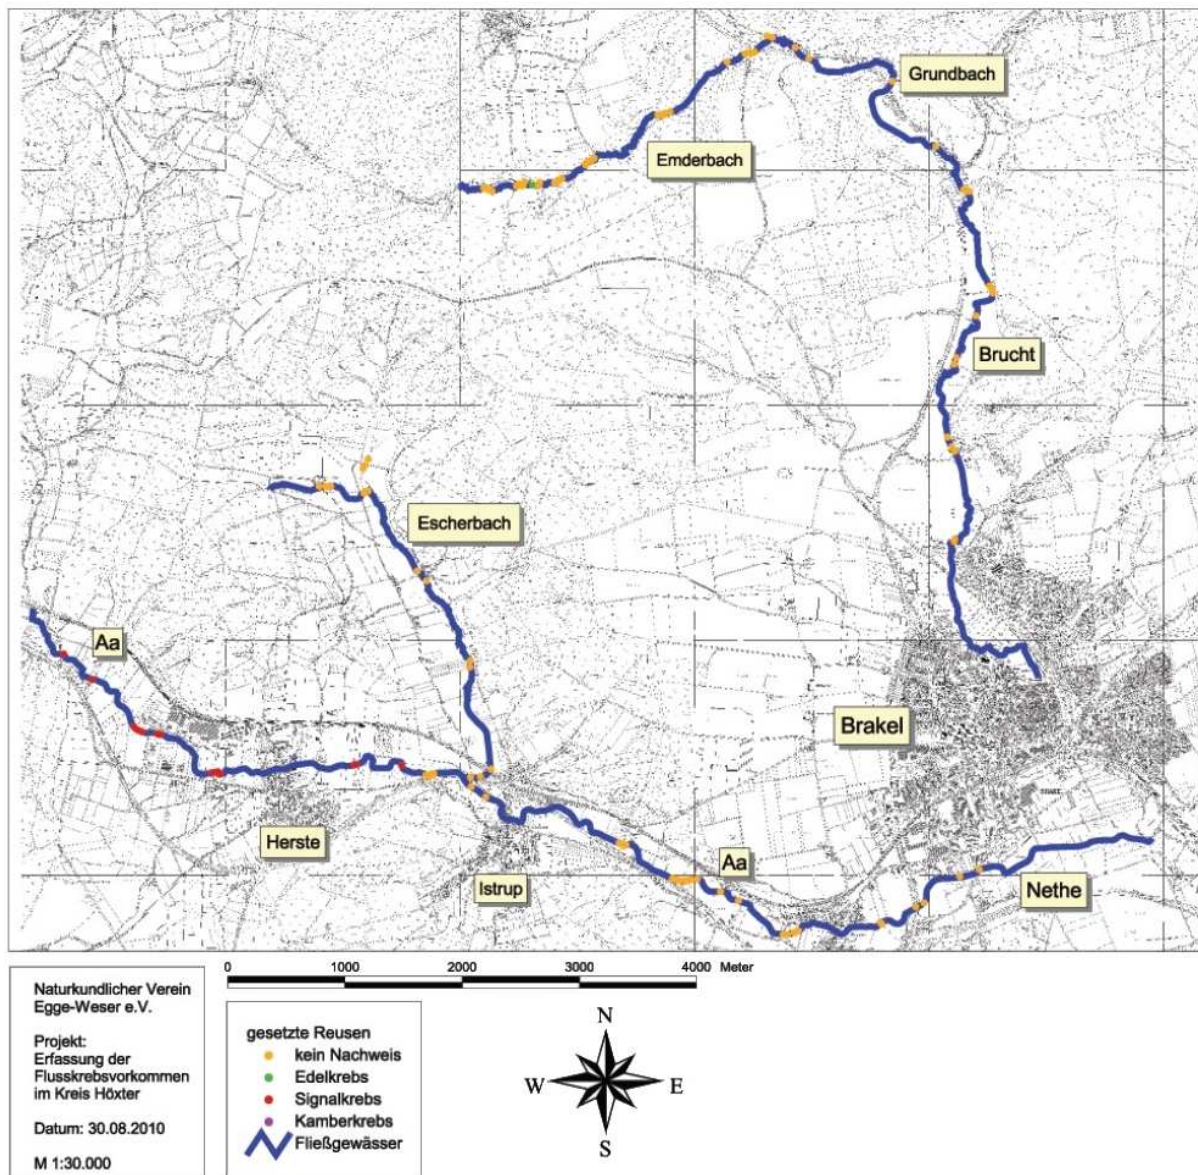 Grundbach
Emderbach
Brucht
Escherbach
Aa
Brakel
Herste
Istrup
Aa
Nethe
0 1000 2000 3000 4000 Meter
Naturkundlicher Verein
Egge-Weser e.V.
Projekt:
Erfassung der
Flusskrebsvorkommen
im Kreis Höxter
Datum: 30.08.2010
M 1:30.000
gesetzte Reusen
kein Nachweis
Edelkrebs
Signalkrebs
Kamberkrebs
Fließgewässer
N
W E
S